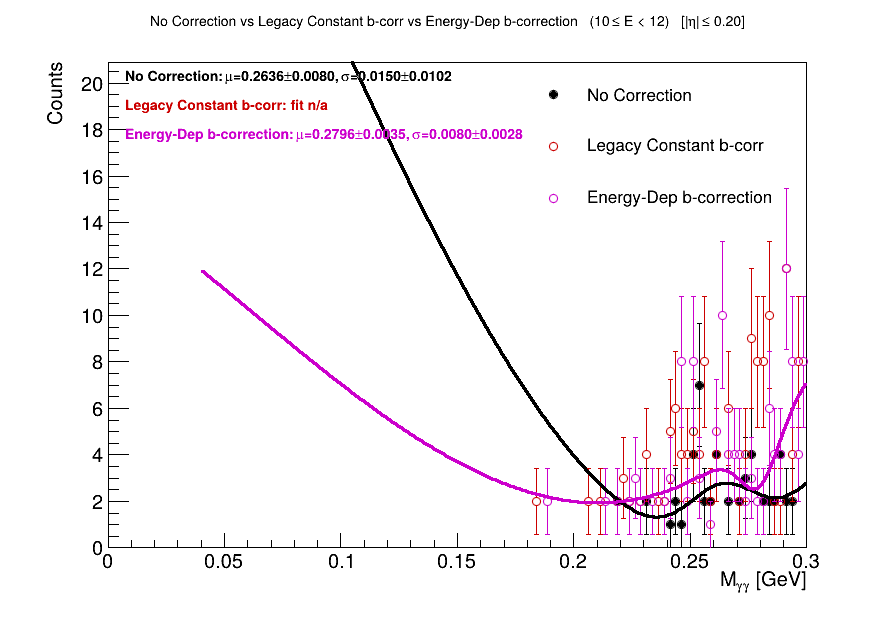 No Correction vs Legacy Constant b-corr vs Energy-Dep b-correction (10≤ E < 12) [|η|≤ 0.20]
Counts
No Correction: μ=0.2636±0.0080, σ=0.0150±0.0102
Legacy Constant b-corr: fit n/a
Energy-Dep b-correction: μ=0.2796±0.0035, σ=0.0080±0.0028
No Correction
Legacy Constant b-corr
Energy-Dep b-correction
20
18
16
14
12
10
8
6
4
2
0
0 0.05 0.1 0.15 0.2 0.25 0.3
Mγγ [GeV]